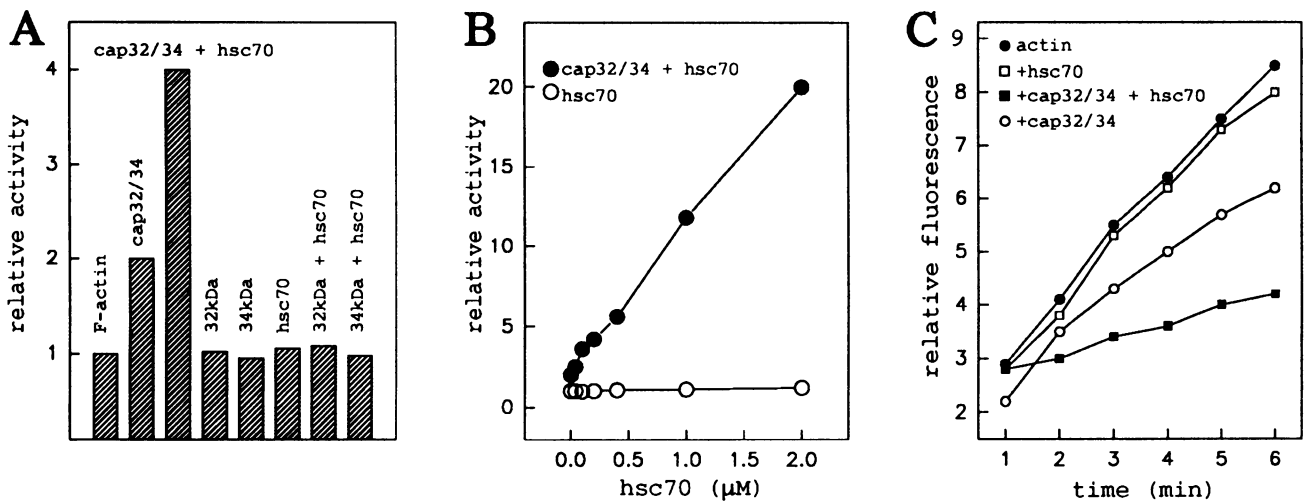 A
cap32/34 + hsc70
relative activity
4
3
2
1
F-actin
cap32/34
32kDa
34kDa
hsc70
32kDa + hsc70
34kDa + hsc70
B
cap32/34 + hsc70
hsc70
relative activity
20
15
10
5
0
0.0 0.5 1.0 1.5 2.0
hsc70 (µM)
C
actin
+hsc70
+cap32/34 + hsc70
+cap32/34
relative fluorescence
9
8
7
6
5
4
3
2
1 2 3 4 5 6
time (min)